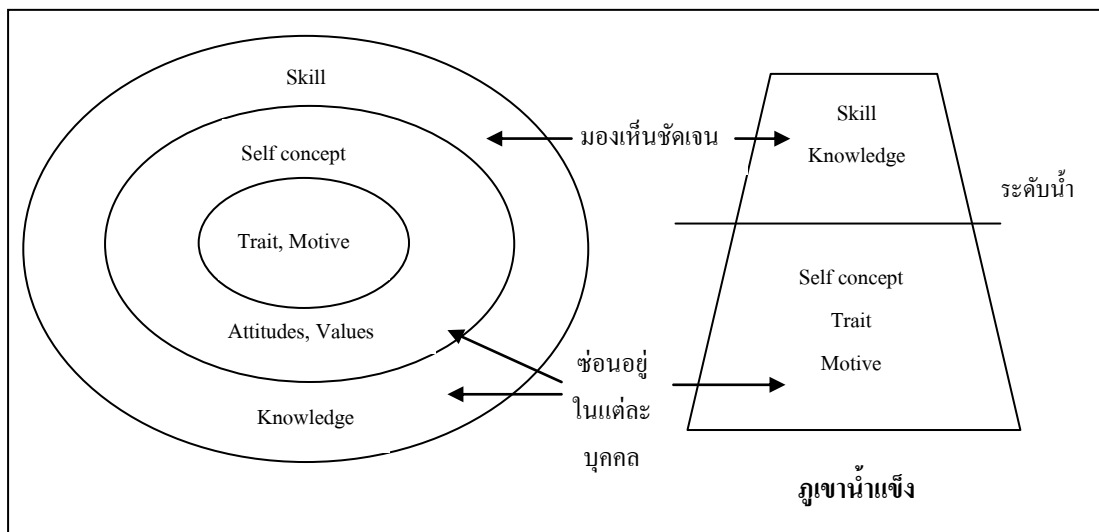 Skill
Self concept
Trait, Motive
Attitudes, Values
Knowledge
มองเห็นชัดเจน
ซ่อนอยู่
ในแต่ละ
บุคคล
Skill
Knowledge
ระดับน้ำ
Self concept
Trait
Motive
ภูเขาน้ำแข็ง